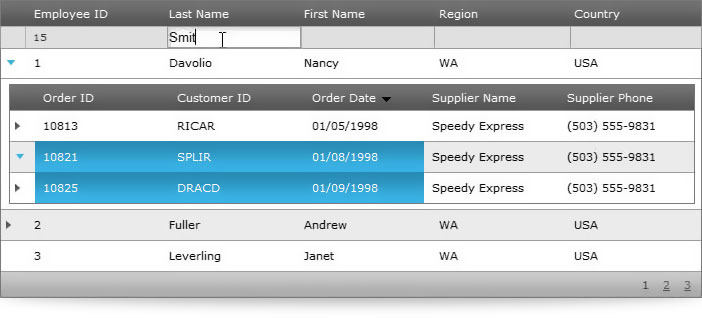 Employee ID Last Name First Name Region Country
15 Smit
1 Davolio Nancy WA USA
Order ID Customer ID Order Date Supplier Name Supplier Phone
10813 RICAR 01/05/1998 Speedy Express (503) 555-9831
10821 SPLIR 01/08/1998 Speedy Express (503) 555-9831
10825 DRACD 01/09/1998 Speedy Express (503) 555-9831
2 Fuller Andrew WA USA
3 Leverling Janet WA USA
1 2 3